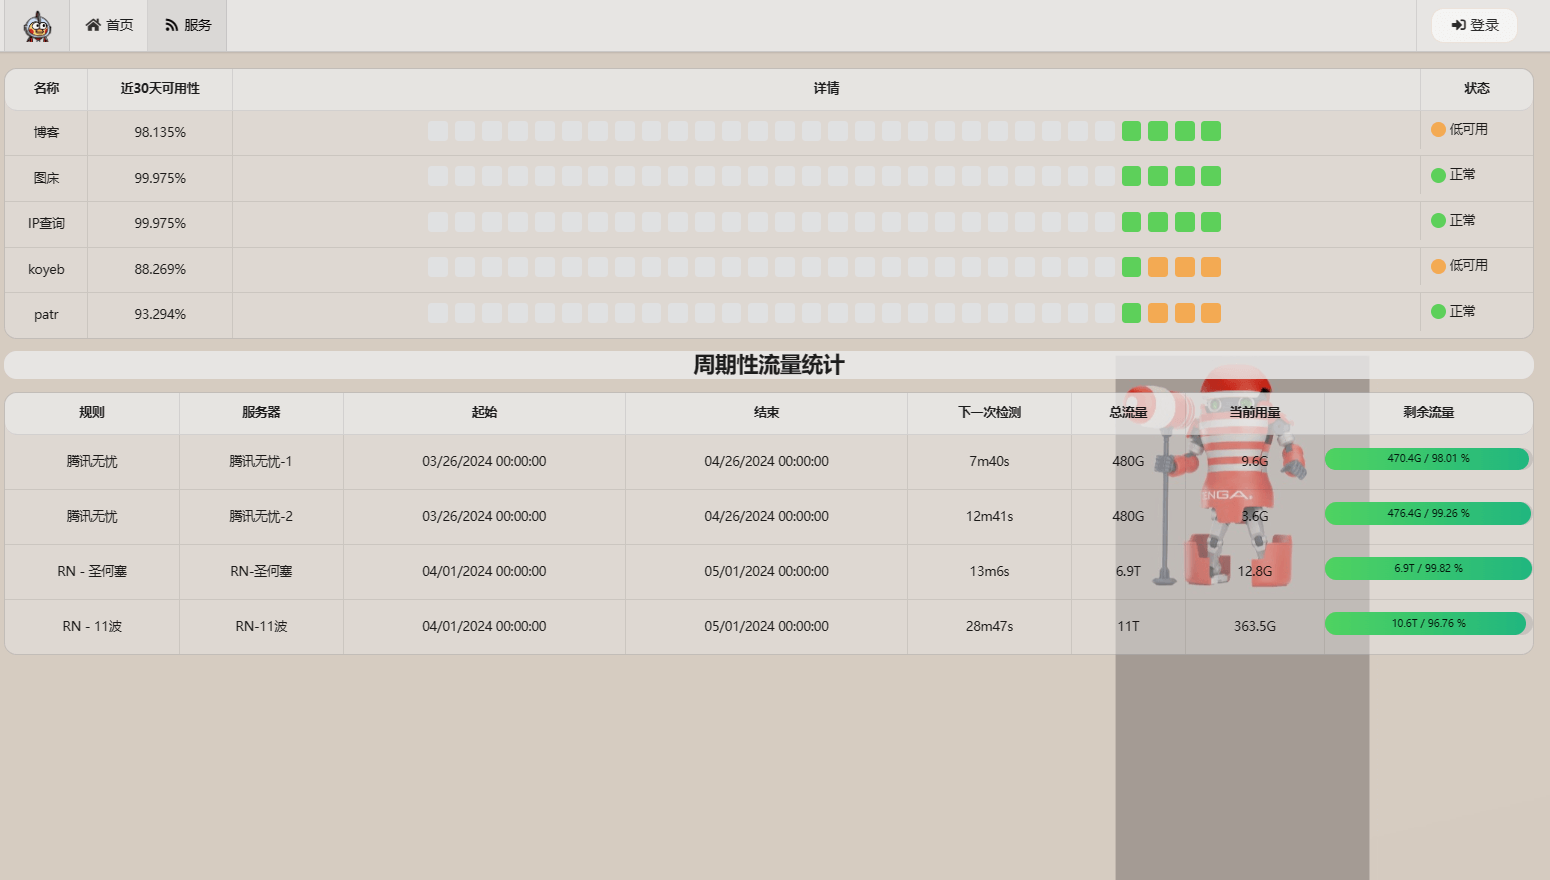 首页 服务 登录
名称 近30天可用性 详情 状态
博客 98.135% 低可用
图床 99.975% 正常
IP查询 99.975% 正常
koyeb 88.269% 低可用
patr 93.294% 正常
周期性流量统计
规则 服务器 起始 结束 下一次检测 总流量 当前用量 剩余流量
腾讯无忧 腾讯无忧-1 03/26/2024 00:00:00 04/26/2024 00:00:00 7m40s 480G 9.6G 470.4G / 98.01 %
腾讯无忧 腾讯无忧-2 03/26/2024 00:00:00 04/26/2024 00:00:00 12m41s 480G 3.6G 476.4G / 99.26 %
RN - 圣何塞 RN-圣何塞 04/01/2024 00:00:00 05/01/2024 00:00:00 13m6s 6.9T 12.8G 6.9T / 99.82 %
RN - 11波 RN-11波 04/01/2024 00:00:00 05/01/2024 00:00:00 28m47s 11T 363.5G 10.6T / 96.76 %